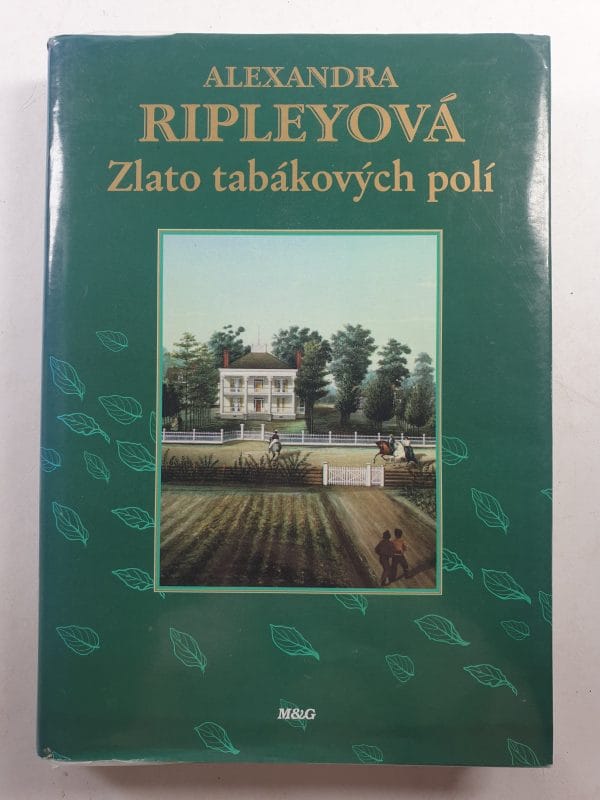 ALEXANDRA
RIPLEYOVÁ
Zlato tabákových polí
M&G